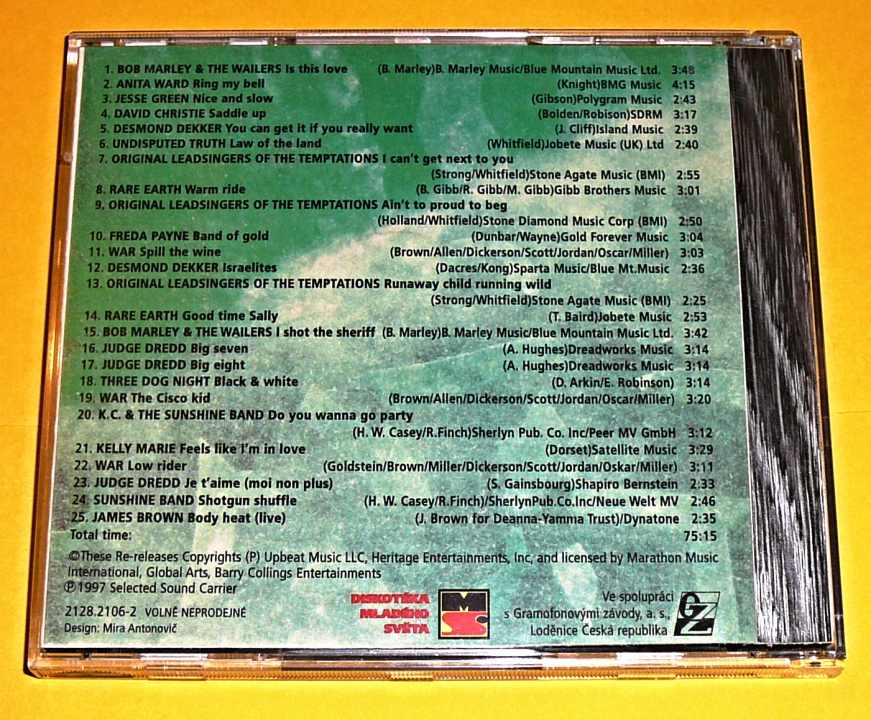 1. BOB MARLEY & THE WAILERS Is this love (B. Marley)B. Marley Music/Blue Mountain Music Ltd. 3:48
2. ANITA WARD Ring my bell (Knight)BMG Music 4:15
3. JESSE GREEN Nice and slow (Gibson)Polygram Music 2:43
4. DAVID CHRISTIE Saddle up (Bolden/Robison)SDRM 3:17
5. DESMOND DEKKER You can get it if you really want (J. Cliff)Island Music 2:39
6. UNDISPUTED TRUTH Law of the land (Whitfield)Jobete Music (UK) Ltd 2:40
7. ORIGINAL LEADSINGERS OF THE TEMPTATIONS I can't get next to you
(Strong/Whitfield)Stone Agate Music (BMI) 2:55
8. RARE EARTH Warm ride (B. Gibb/R. Gibb/M. Gibb)Gibb Brothers Music 3:01
9. ORIGINAL LEADSINGERS OF THE TEMPTATIONS Ain't to proud to beg
(Holland/Whitfield)Stone Diamond Music Corp (BMI) 2:50
10. FREDA PAYNE Band of gold (Dunbar/Wayne)Gold Forever Music 3:04
11. WAR Spill the wine (Brown/Allen/Dickerson/Scott/Jordan/Oscar/Miller) 3:03
12. DESMOND DEKKER Israelites (Dacres/Kong)Sparta Music/Blue Mt.Music 2:36
13. ORIGINAL LEADSINGERS OF THE TEMPTATIONS Runaway child running wild
(Strong/Whitfield)Stone Agate Music (BMI) 2:25
14. RARE EARTH Good time Sally (T. Baird)Jobete Music 2:53
15. BOB MARLEY & THE WAILERS I shot the sheriff (B. Marley)B. Marley Music/Blue Mountain Music Ltd. 3:42
16. JUDGE DREDD Big seven (A. Hughes)Dreadworks Music 3:14
17. JUDGE DREDD Big eight (A. Hughes)Dreadworks Music 3:14
18. THREE DOG NIGHT Black & white (D. Arkin/E. Robinson) 3:14
19. WAR The Cisco kid (Brown/Allen/Dickerson/Scott/Jordan/Oscar/Miller) 3:20
20. K.C. & THE SUNSHINE BAND Do you wanna go party
(H. W. Casey/R.Finch)Sherlyn Pub. Co. Inc/Peer MV GmbH 3:12
21. KELLY MARIE Feels like I'm in love (Dorset)Satellite Music 3:29
22. WAR Low rider (Goldstein/Brown/Miller/Dickerson/Scott/Jordan/Oskar/Miller) 3:11
23. JUDGE DREDD Je t'aime (moi non plus) (S. Gainsbourg)Shapiro Bernstein 2:33
24. SUNSHINE BAND Shotgun shuffle (H. W. Casey/R.Finch)/SherlynPub.Co.Inc/Neue Welt MV 2:46
25. JAMES BROWN Body heat (live) (J. Brown for Deanna-Yamma Trust)/Dynatone 2:35
Total time: 75:15
©These Re-releases Copyrights (P) Upbeat Music LLC, Heritage Entertainments, Inc, and licensed by Marathon Music
International, Global Arts, Barry Collings Entertainments
℗ 1997 Selected Sound Carrier
2128.2106-2 VOLNĚ NEPRODEJNÉ
Design: Mira Antonovič
DISKOTÉKA
MLADÉHO
SVĚTA
MS
Ve spolupráci
s Gramofonovými závody, a. s.,
Loděnice Česká republika
GZ